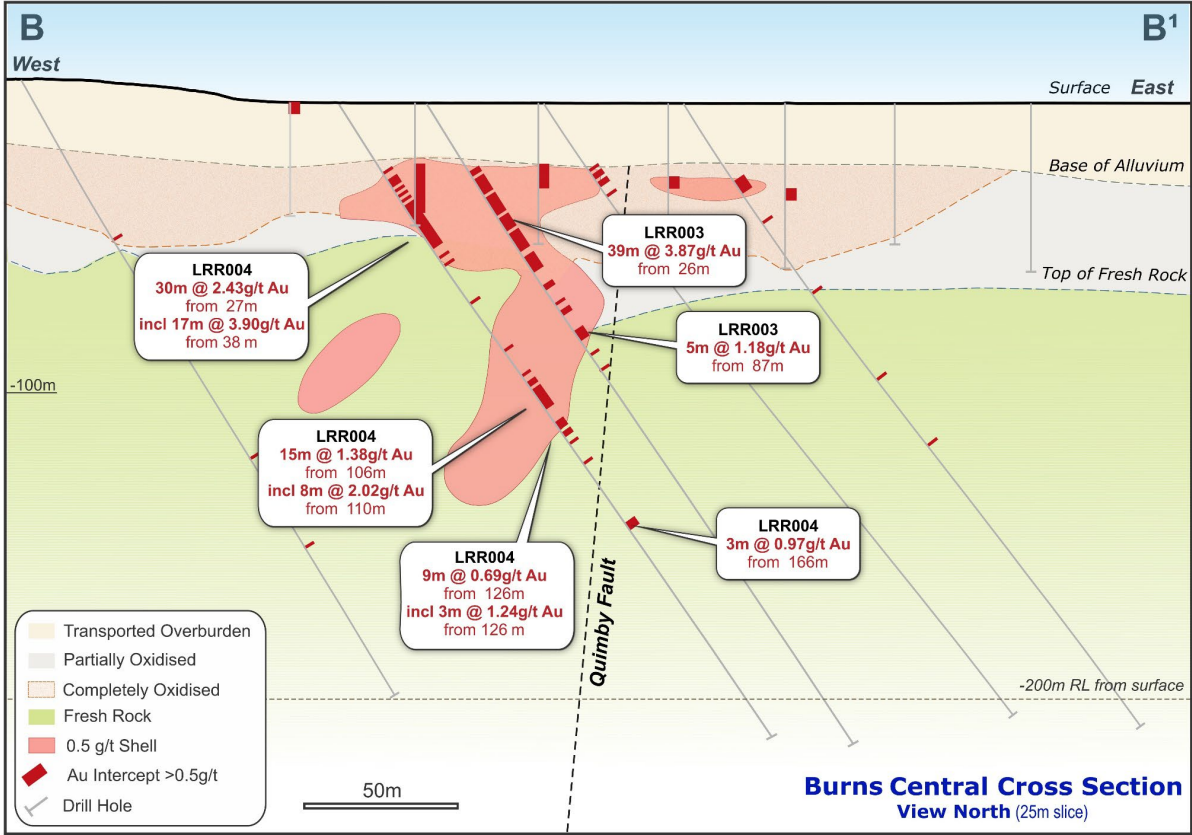 B
B¹
West
Surface East
Base of Alluvium
LRR003
39m @ 3.87g/t Au
from 26m
LRR004
30m @ 2.43g/t Au
from 27m
incl 17m @ 3.90g/t Au
from 38 m
Top of Fresh Rock
LRR003
5m @ 1.18g/t Au
from 87m
-100m
LRR004
15m @ 1.38g/t Au
from 106m
incl 8m @ 2.02g/t Au
from 110m
LRR004
3m @ 0.97g/t Au
from 166m
LRR004
9m @ 0.69g/t Au
from 126m
incl 3m @ 1.24g/t Au
from 126 m
Quimby Fault
-200m RL from surface
Transported Overburden
Partially Oxidised
Completely Oxidised
Fresh Rock
0.5 g/t Shell
Au Intercept >0.5g/t
Drill Hole
50m
Burns Central Cross Section
View North (25m slice)